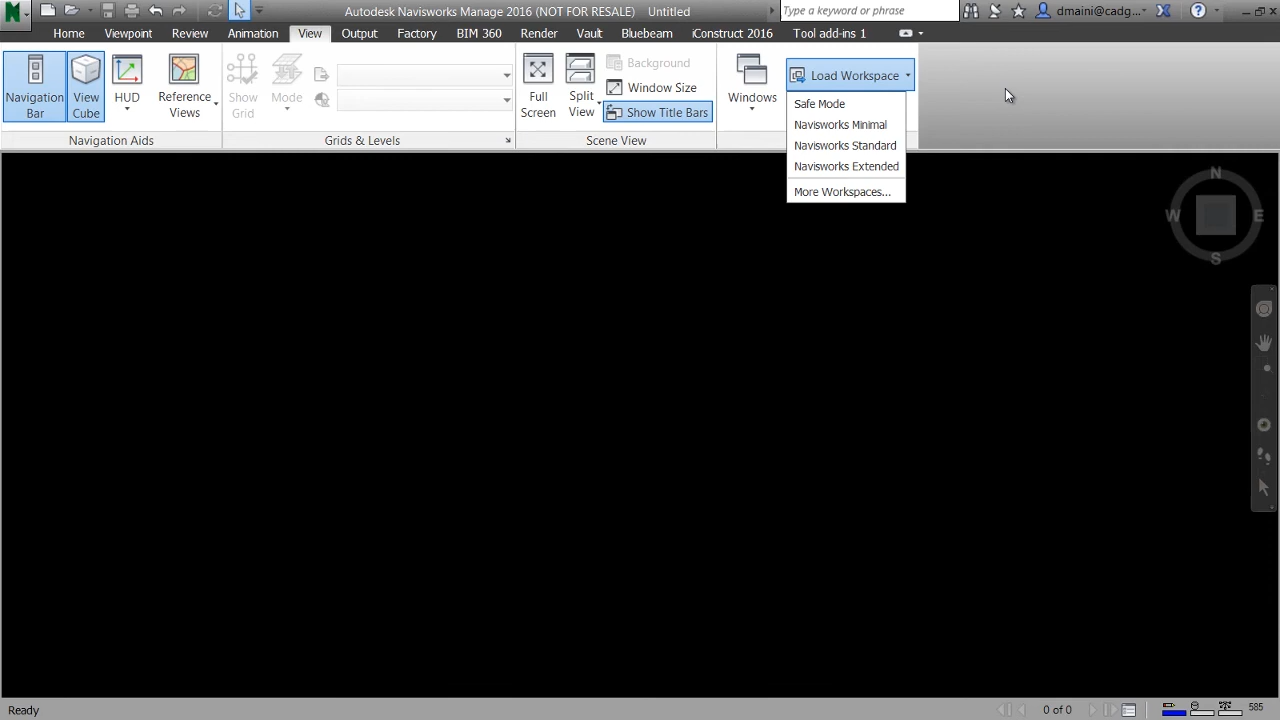 Autodesk Navisworks Manage 2016 (NOT FOR RESALE) Untitled
Type a keyword or phrase
dmaini@cadg...
Home Viewpoint Review Animation View Output Factory BIM 360 Render Vault Bluebeam iConstruct 2016 Tool add-ins 1
Navigation Bar
View Cube
HUD
Reference Views
Navigation Aids
Show Grid
Mode
Grids & Levels
Full Screen
Split View
Background
Window Size
Show Title Bars
Scene View
Windows
Load Workspace
Safe Mode
Navisworks Minimal
Navisworks Standard
Navisworks Extended
More Workspaces...
N
W
E
S
Ready
0 of 0
585